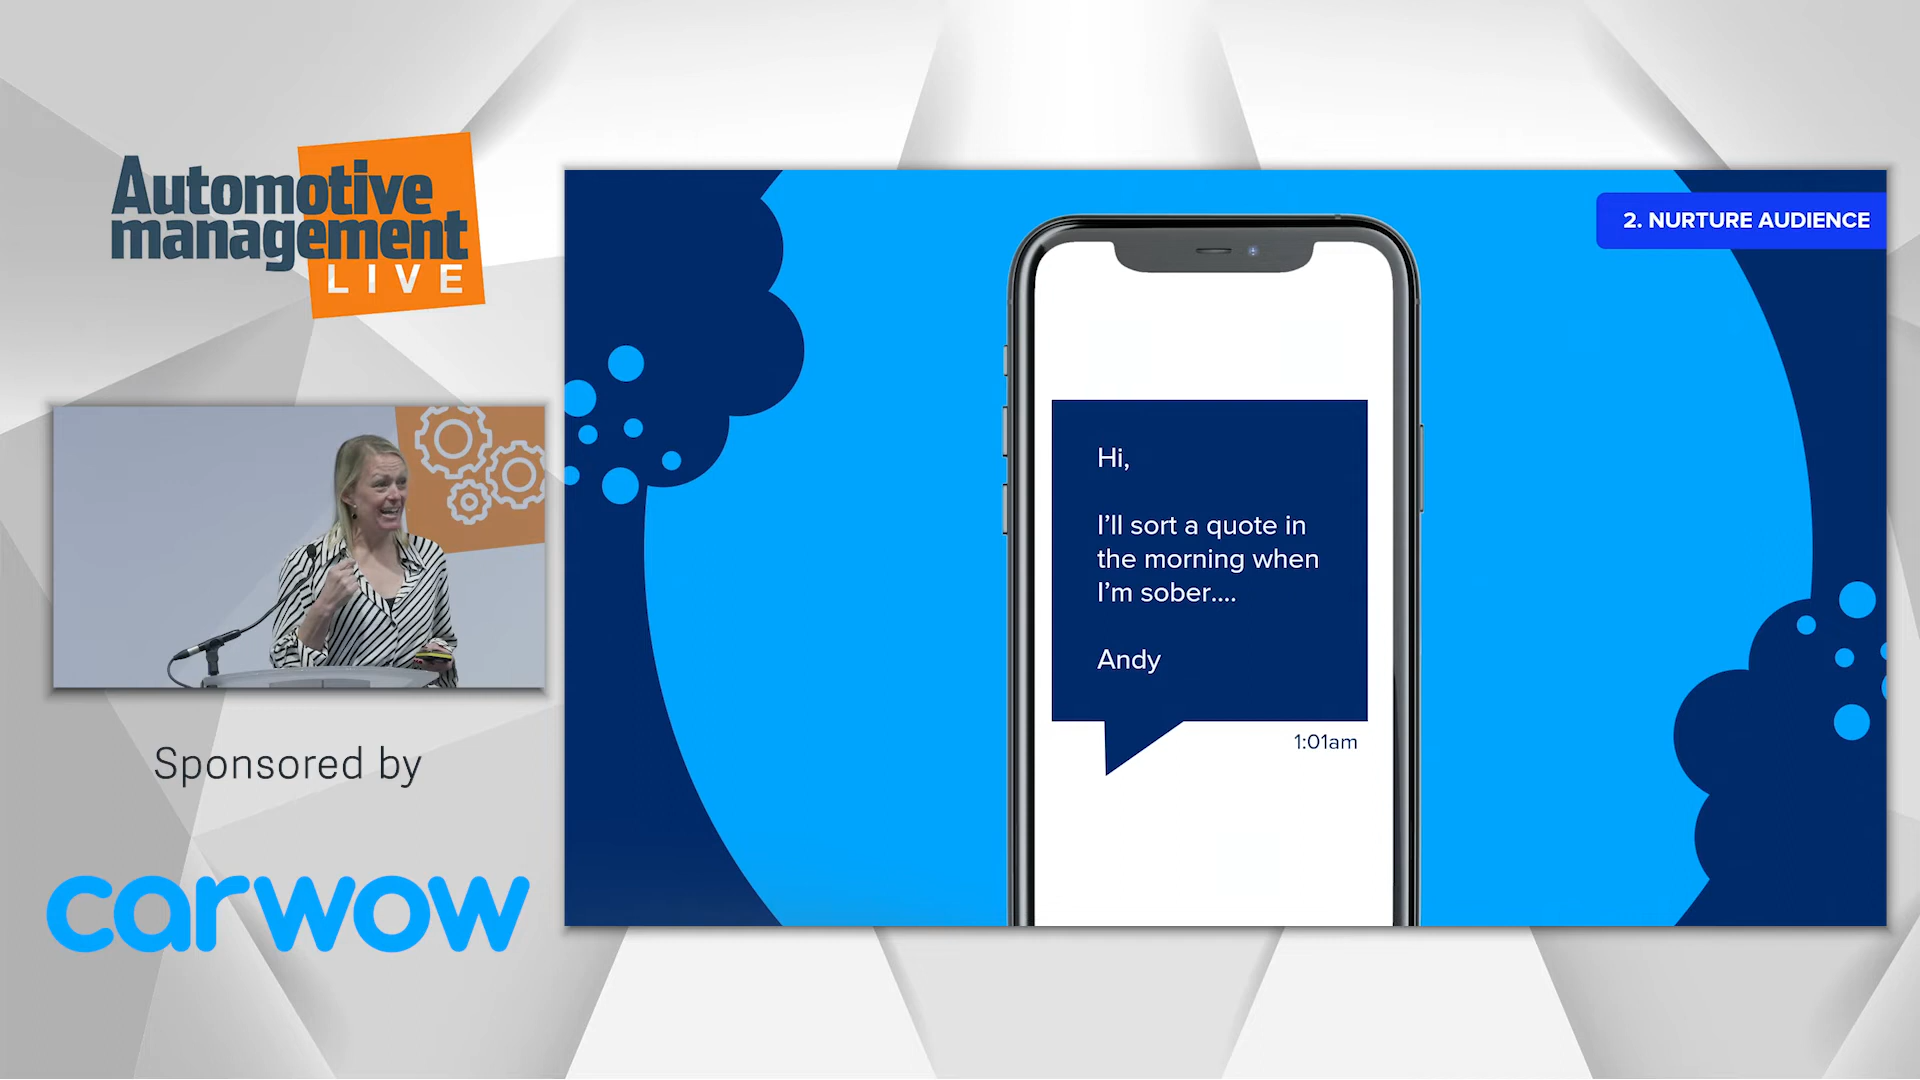 Automotive
management
LIVE
Sponsored by
carwow
2. NURTURE AUDIENCE
Hi,
I'll sort a quote in
the morning when
I'm sober....
Andy
1:01am